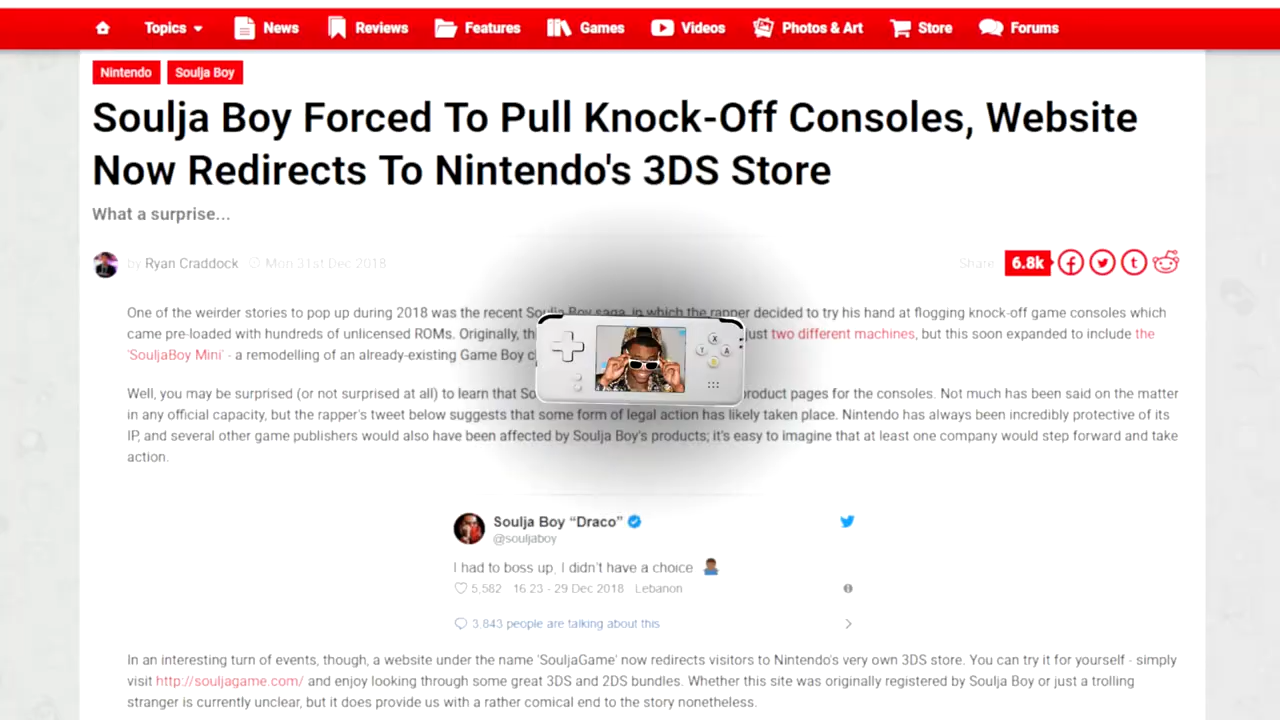 Topics News Reviews Features Games Videos Photos & Art Store Forums
Nintendo Soulja Boy
Soulja Boy Forced To Pull Knock-Off Consoles, Website
Now Redirects To Nintendo's 3DS Store
What a surprise...
by Ryan Craddock Mon 31st Dec 2018
Share 6.8k
One of the weirder stories to pop up during 2018 was the recent Soulja Boy saga, in which the rapper decided to try his hand at flogging knock-off game consoles which
came pre-loaded with hundreds of unlicensed ROMs. Originally, just two different machines, but this soon expanded to include the
'SouljaBoy Mini' - a remodelling of an already-existing Game Boy
Well, you may be surprised (or not surprised at all) to learn that product pages for the consoles. Not much has been said on the matter
in any official capacity, but the rapper's tweet below suggests that some form of legal action has likely taken place. Nintendo has always been incredibly protective of its
IP, and several other game publishers would also have been affected by Soulja Boy's products; it's easy to imagine that at least one company would step forward and take
action.
Soulja Boy "Draco"
@souljaboy
I had to boss up, I didn't have a choice
5,582 16:23 - 29 Dec 2018 Lebanon
3,843 people are talking about this
In an interesting turn of events, though, a website under the name 'SouljaGame' now redirects visitors to Nintendo's very own 3DS store. You can try it for yourself - simply
visit http://souljagame.com/ and enjoy looking through some great 3DS and 2DS bundles. Whether this site was originally registered by Soulja Boy or just a trolling
stranger is currently unclear, but it does provide us with a rather comical end to the story nonetheless.